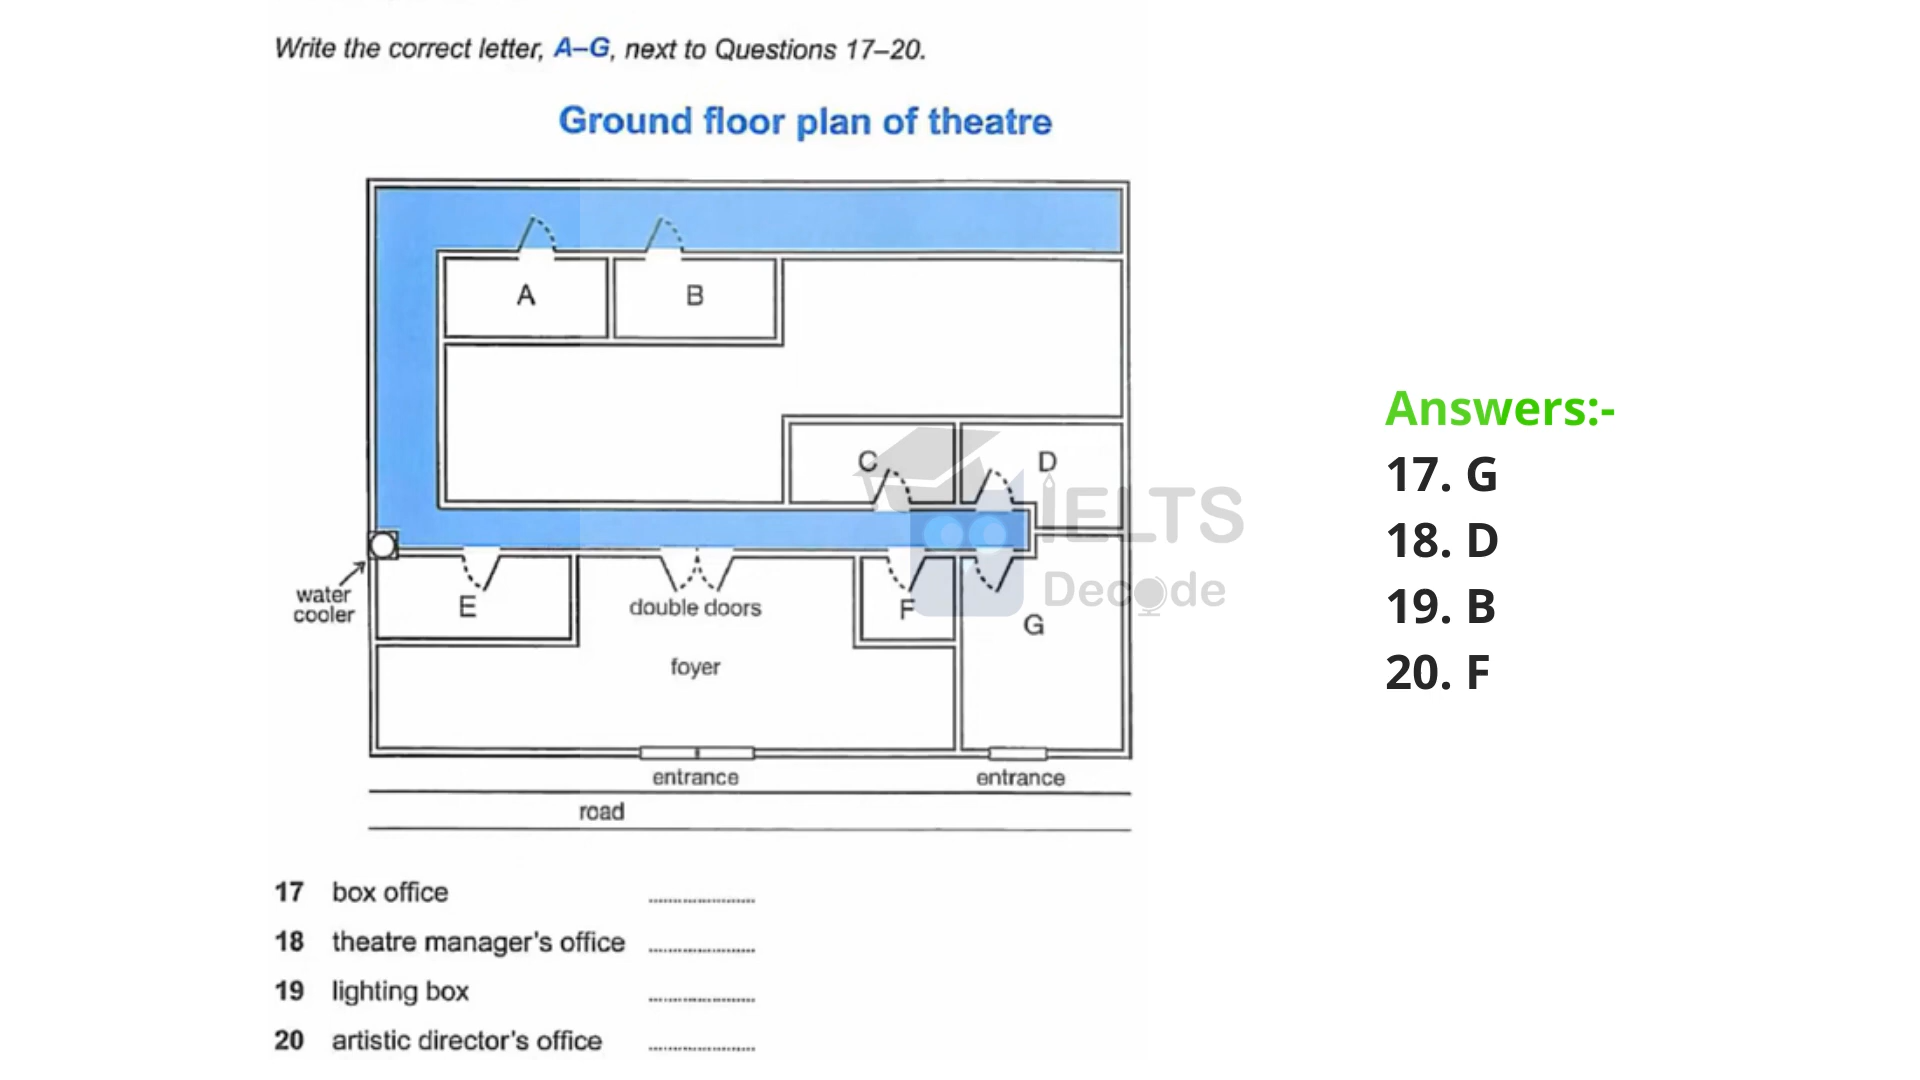 Write the correct letter, A–G, next to Questions 17–20.
Ground floor plan of theatre
A
B
C
D
IELTS
Decode
water
cooler
E
double doors
F
G
foyer
entrance
entrance
road
17 box office ......................
18 theatre manager's office ......................
19 lighting box ......................
20 artistic director's office ......................
Answers:-
17. G
18. D
19. B
20. F